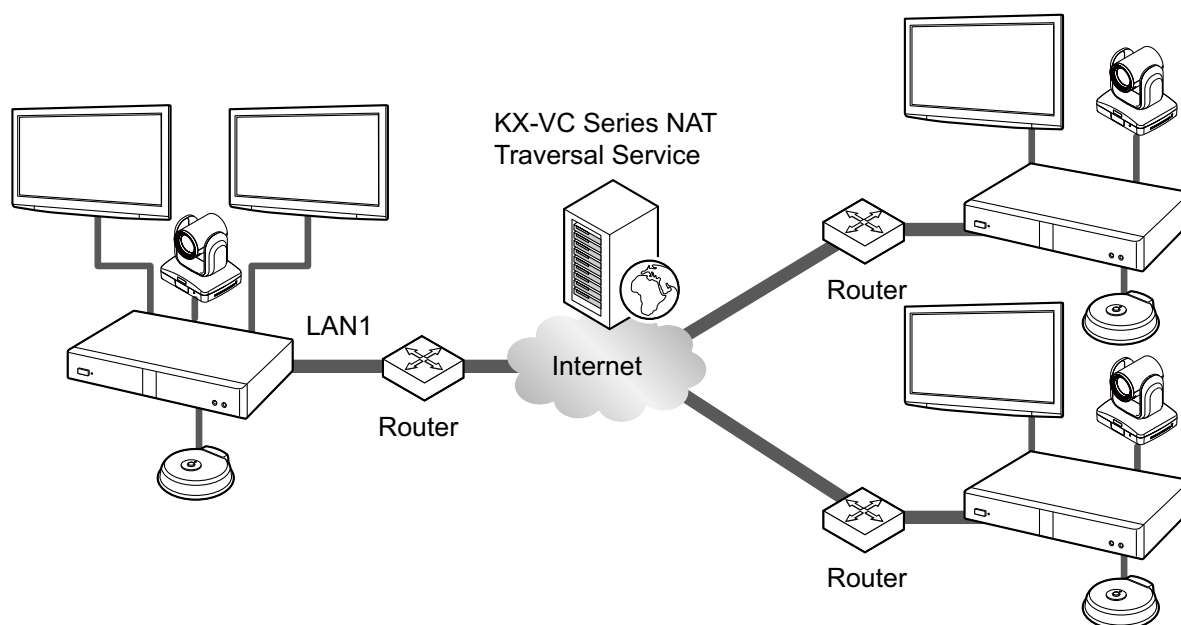 KX-VC Series NAT
Traversal Service
Router
LAN1
Internet
Router
Router